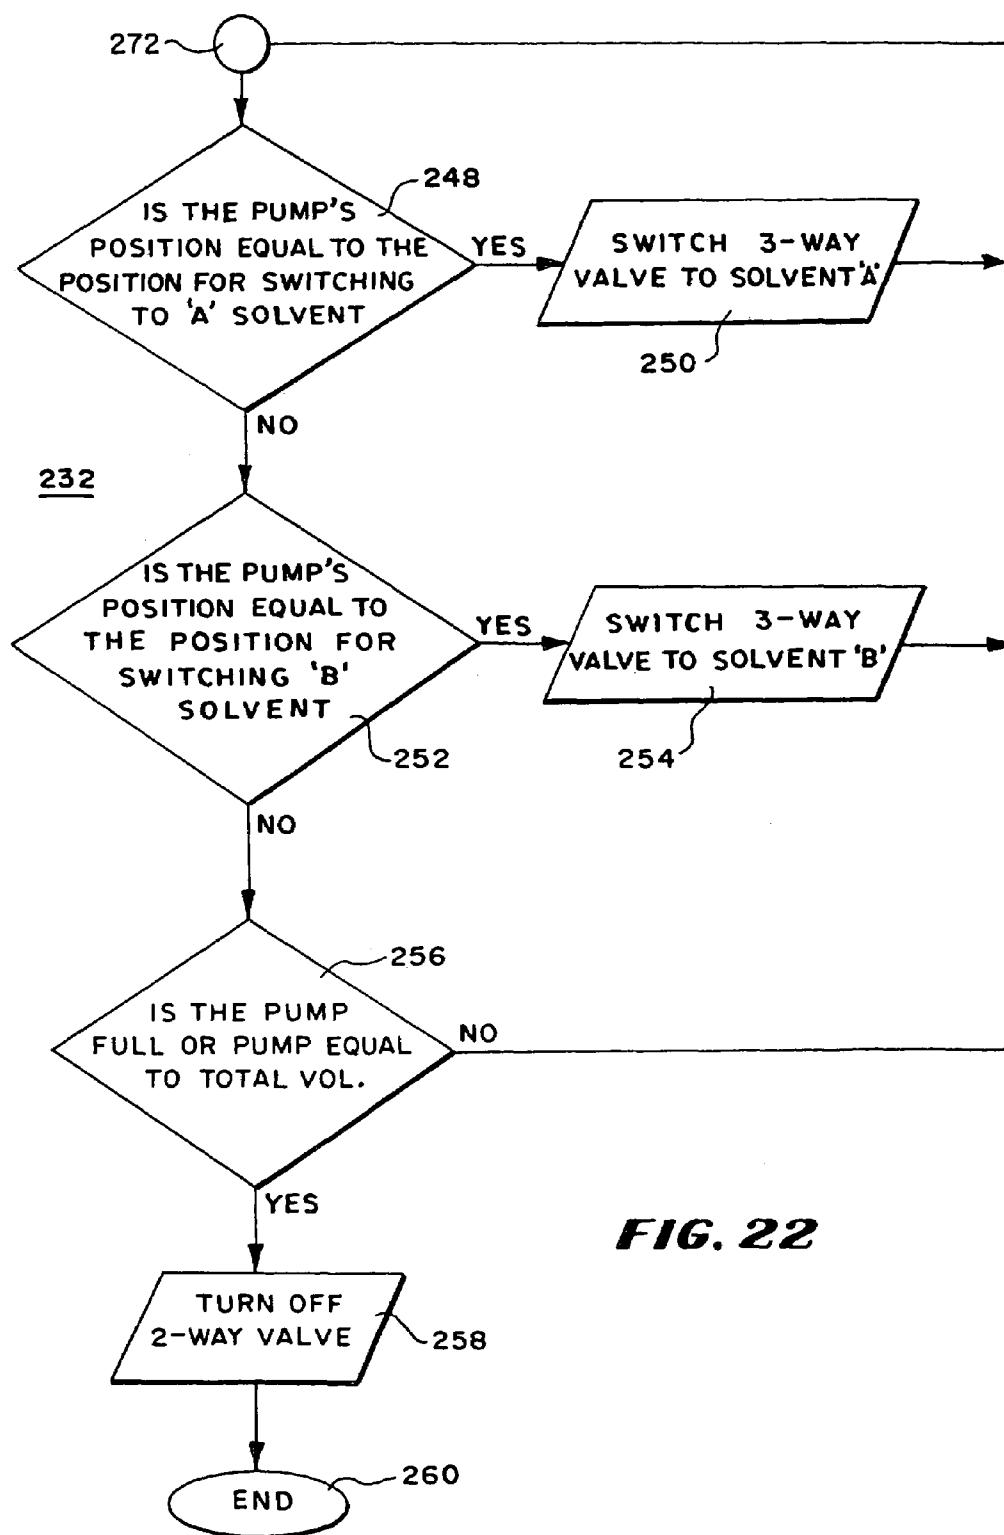 272
IS THE PUMP'S
POSITION EQUAL TO THE
POSITION FOR SWITCHING
TO 'A' SOLVENT
248
YES
SWITCH 3-WAY
VALVE TO SOLVENT 'A'
250
NO
232
IS THE PUMP'S
POSITION EQUAL TO
THE POSITION FOR
SWITCHING 'B'
SOLVENT
252
YES
SWITCH 3-WAY
VALVE TO SOLVENT 'B'
254
NO
256
IS THE PUMP
FULL OR PUMP EQUAL
TO TOTAL VOL.
NO
YES
FIG. 22
TURN OFF
2-WAY VALVE
258
END
260